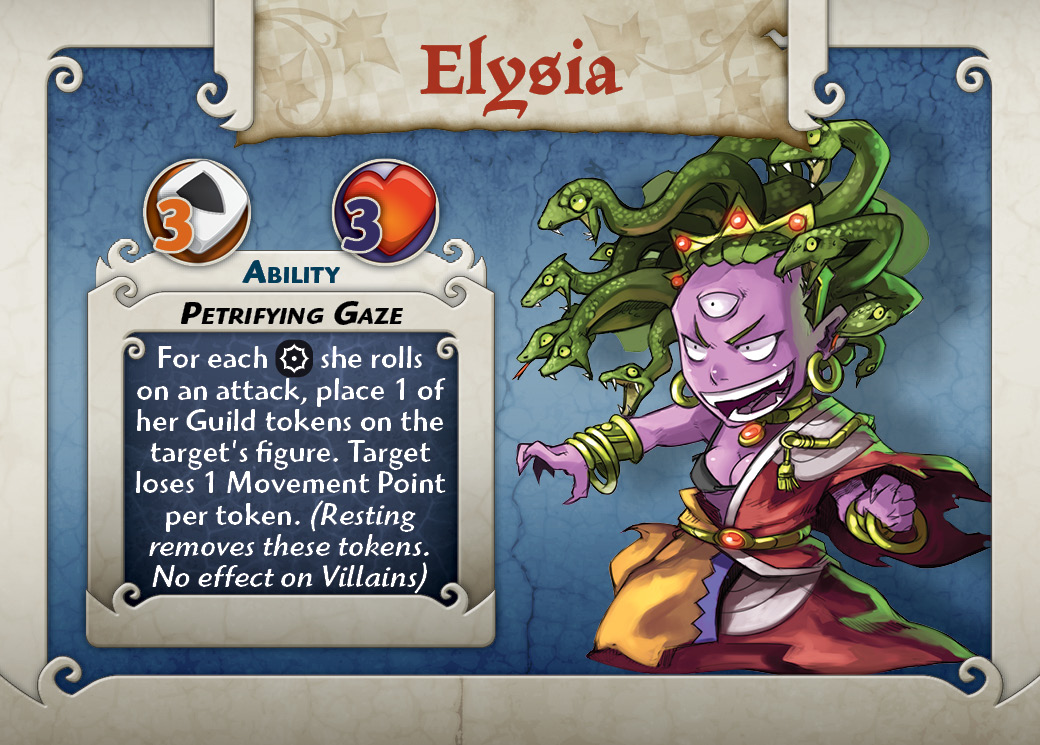 Elysia
3
3
Ability
Petrifying Gaze
For each she rolls
on an attack, place 1 of
her Guild tokens on the
target's figure. Target
loses 1 Movement Point
per token. (Resting
removes these tokens.
No effect on Villains)